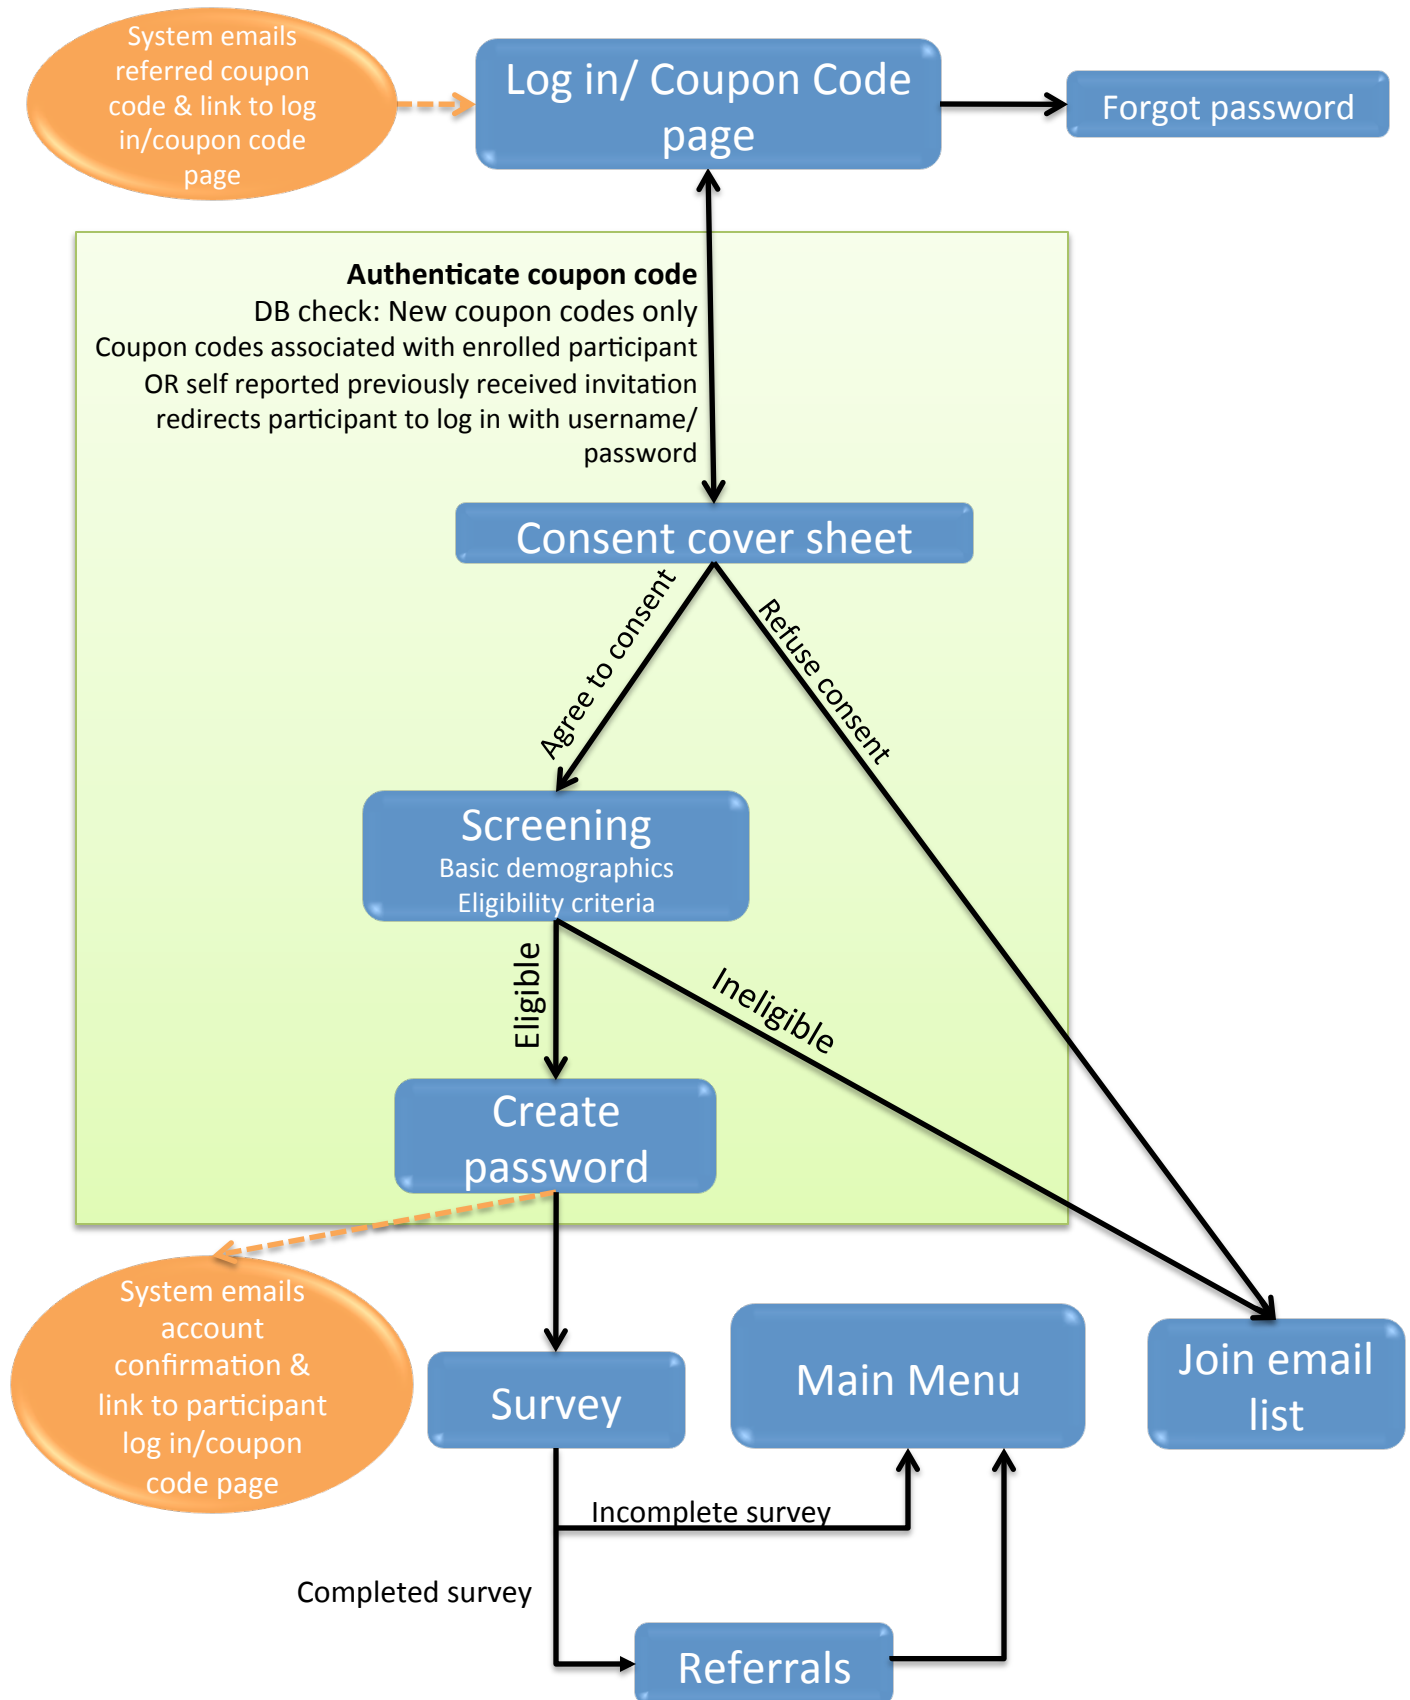 System emails
referred coupon
code & link to log
in/coupon code
page
Log in/ Coupon Code
page
Forgot password
Authenticate coupon code
DB check: New coupon codes only
Coupon codes associated with enrolled participant
OR self reported previously received invitation
redirects participant to log in with username/
password
Consent cover sheet
Agree to consent
Refuse consent
Screening
Basic demographics
Eligibility criteria
Eligible
Ineligible
Create
password
System emails
account
confirmation &
link to participant
log in/coupon
code page
Survey
Main Menu
Join email
list
Incomplete survey
Completed survey
Referrals